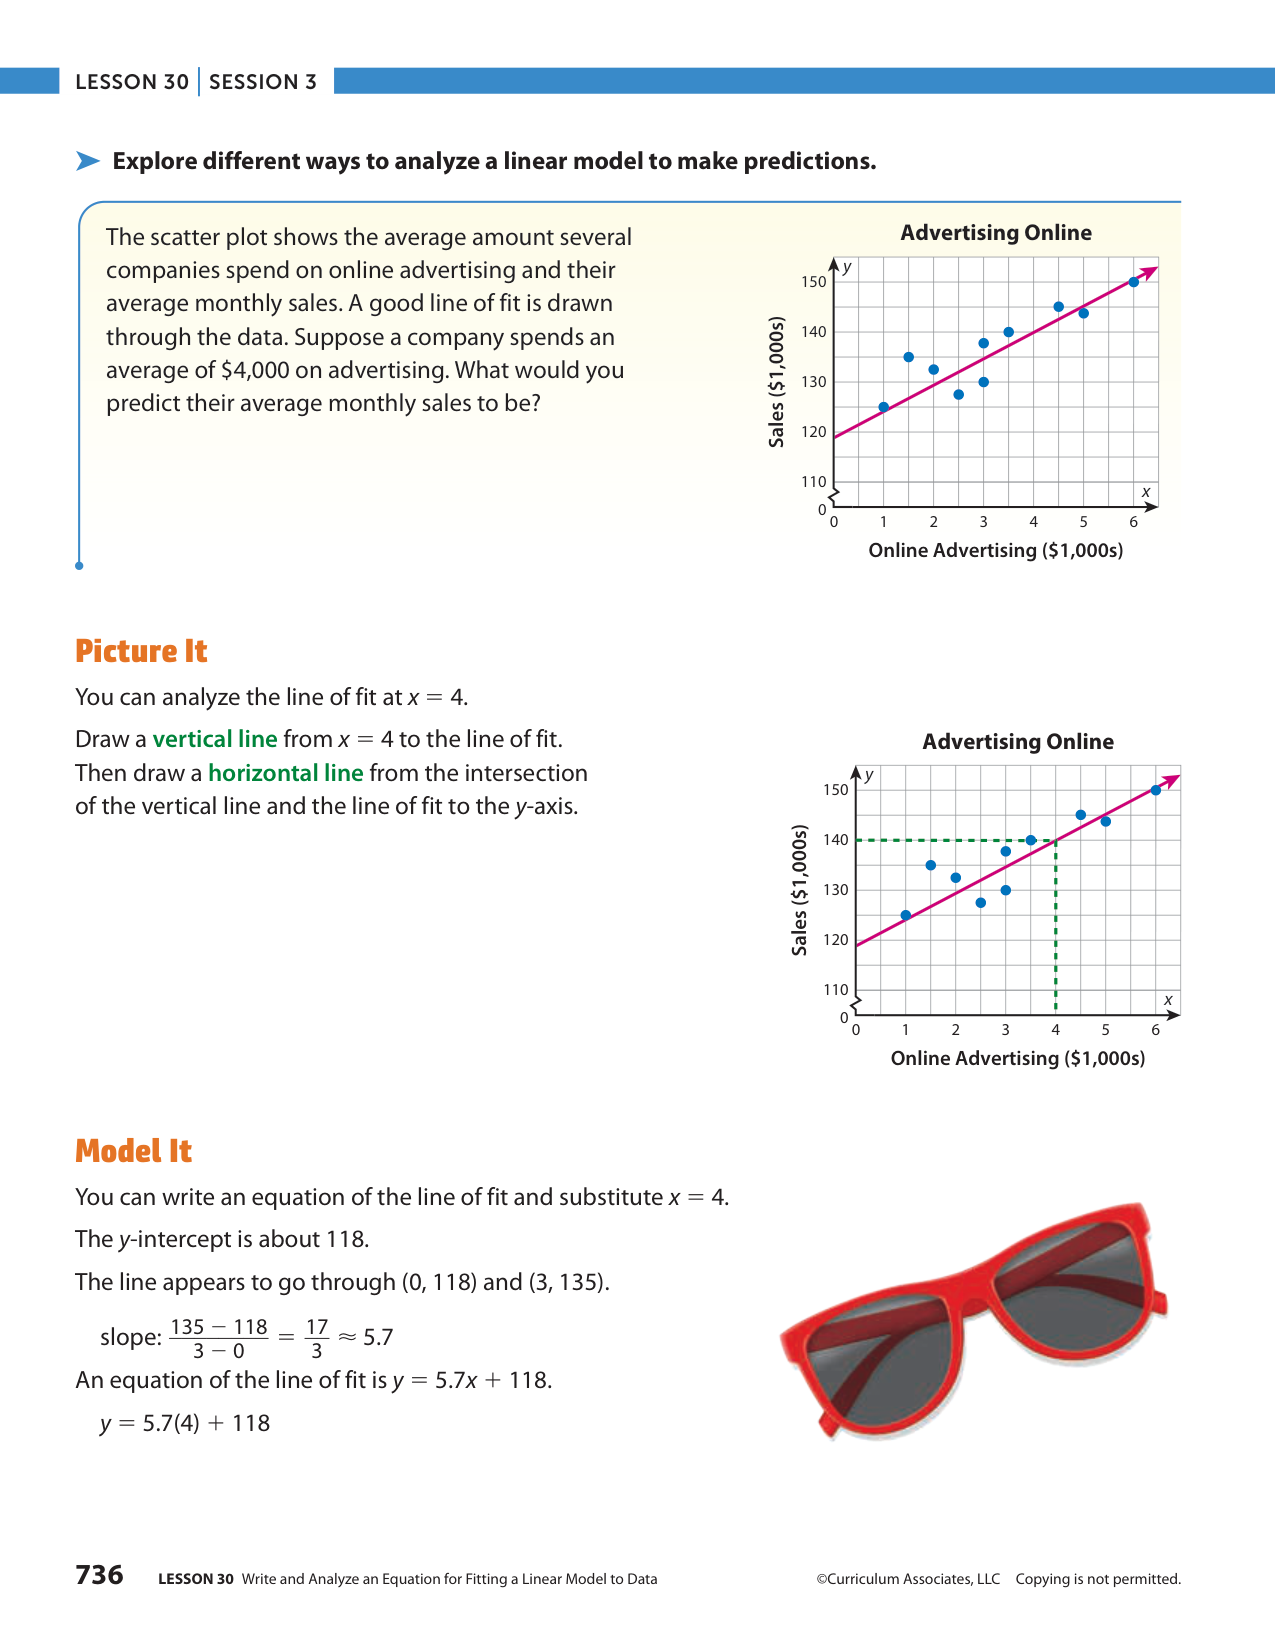 LESSON 30 | SESSION 3
➤ Explore different ways to analyze a linear model to make predictions.
The scatter plot shows the average amount several
companies spend on online advertising and their
average monthly sales. A good line of fit is drawn
through the data. Suppose a company spends an
average of $4,000 on advertising. What would you
predict their average monthly sales to be?
Advertising Online
y
150
140
130
120
110
0
Sales ($1,000s)
x
0 1 2 3 4 5 6
Online Advertising ($1,000s)
Picture It
You can analyze the line of fit at x = 4.
Draw a vertical line from x = 4 to the line of fit.
Then draw a horizontal line from the intersection
of the vertical line and the line of fit to the y-axis.
Advertising Online
y
150
140
130
120
110
0
Sales ($1,000s)
x
0 1 2 3 4 5 6
Online Advertising ($1,000s)
Model It
You can write an equation of the line of fit and substitute x = 4.
The y-intercept is about 118.
The line appears to go through (0, 118) and (3, 135).
slope: (135 − 118)/(3 − 0) = 17/3 ≈ 5.7
An equation of the line of fit is y = 5.7x + 118.
y = 5.7(4) + 118
736 LESSON 30 Write and Analyze an Equation for Fitting a Linear Model to Data
©Curriculum Associates, LLC Copying is not permitted.